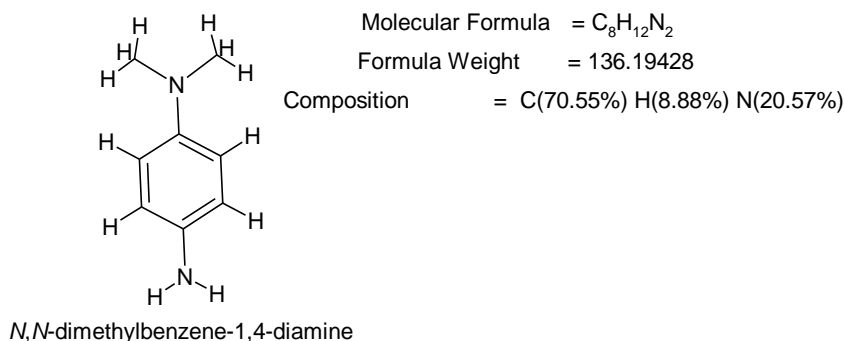 Molecular Formula = C₈H₁₂N₂
Formula Weight = 136.19428
Composition = C(70.55%) H(8.88%) N(20.57%)
H
H
H
H
H
H
N
H
H
H
H
N
H
H
N,N-dimethylbenzene-1,4-diamine